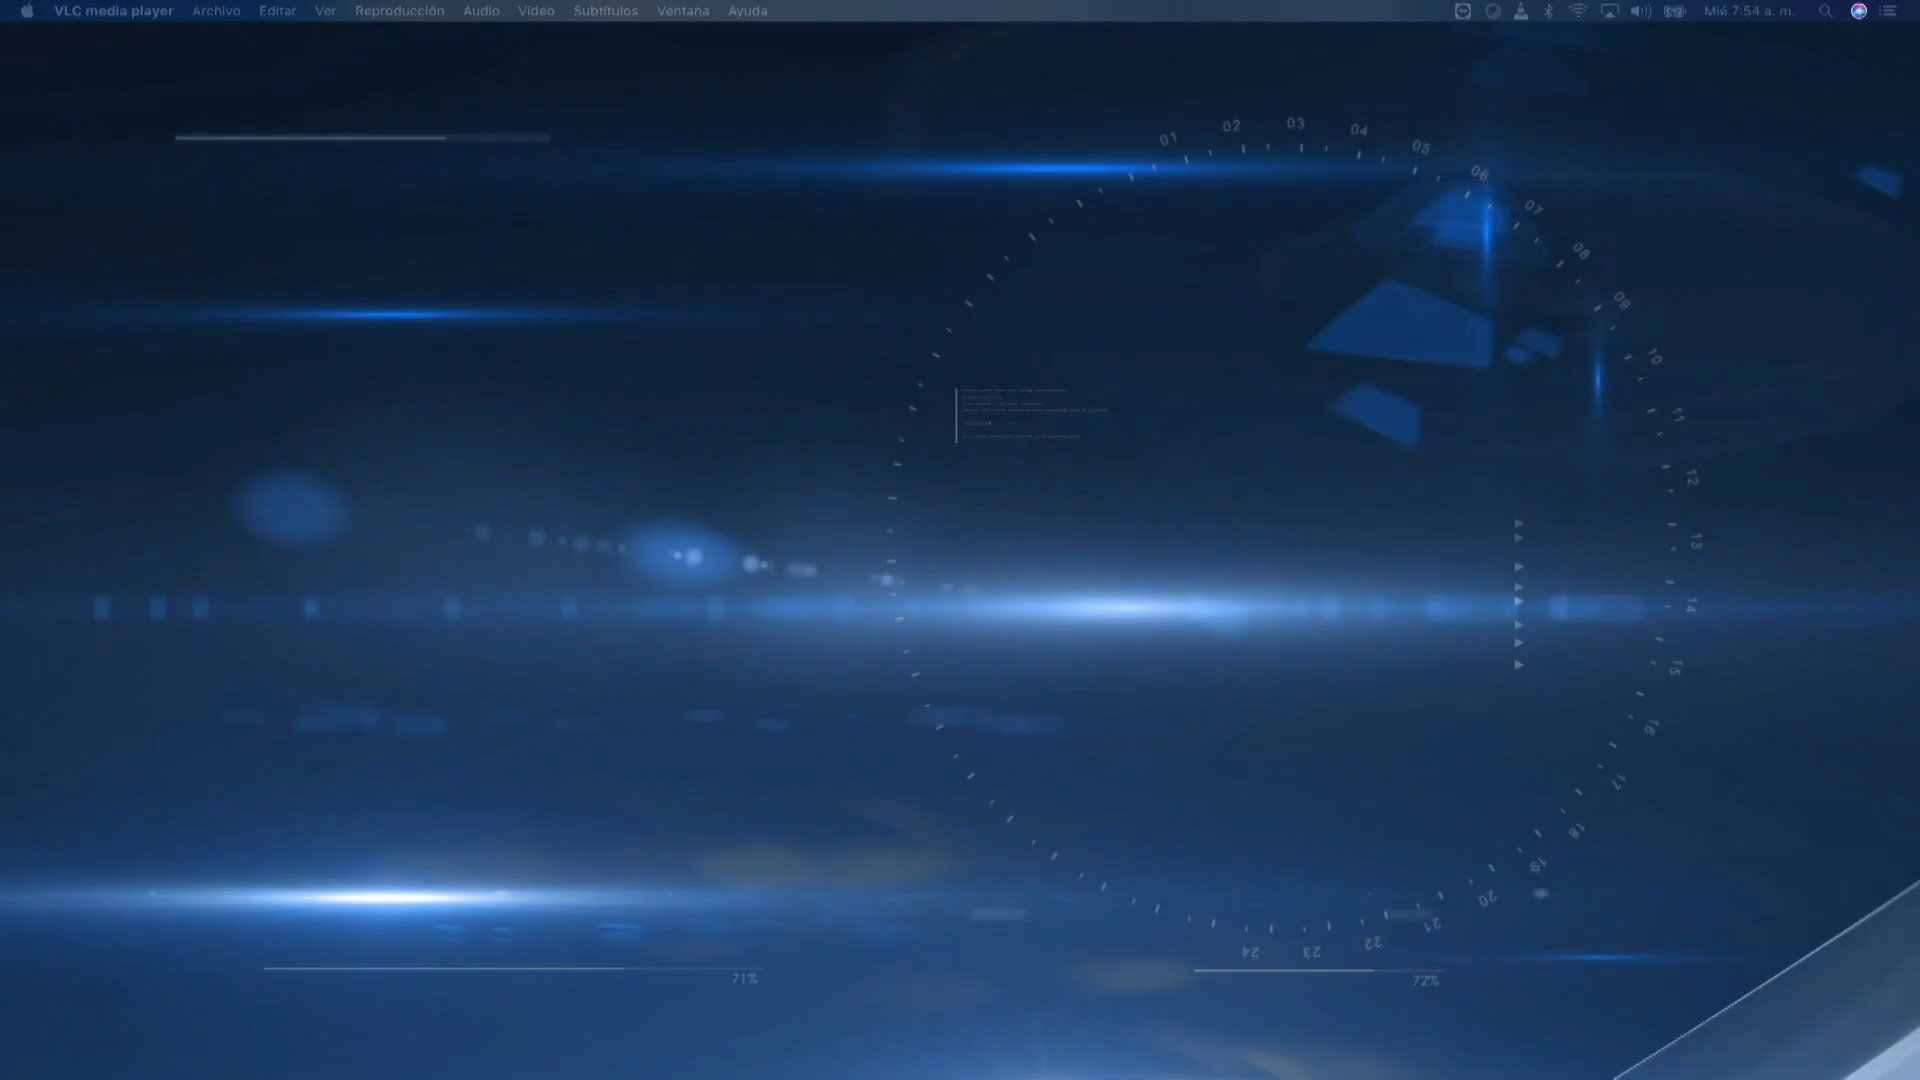 VLC media player Archivo Editar Ver Reproducción Audio Vídeo Subtítulos Ventana Ayuda Mié 7:54 a. m.
01 02 03 04 05 06 07 08 09 10 11 12 13 14 15 16 17 18 19 20 21 22 23 24
71%
72%